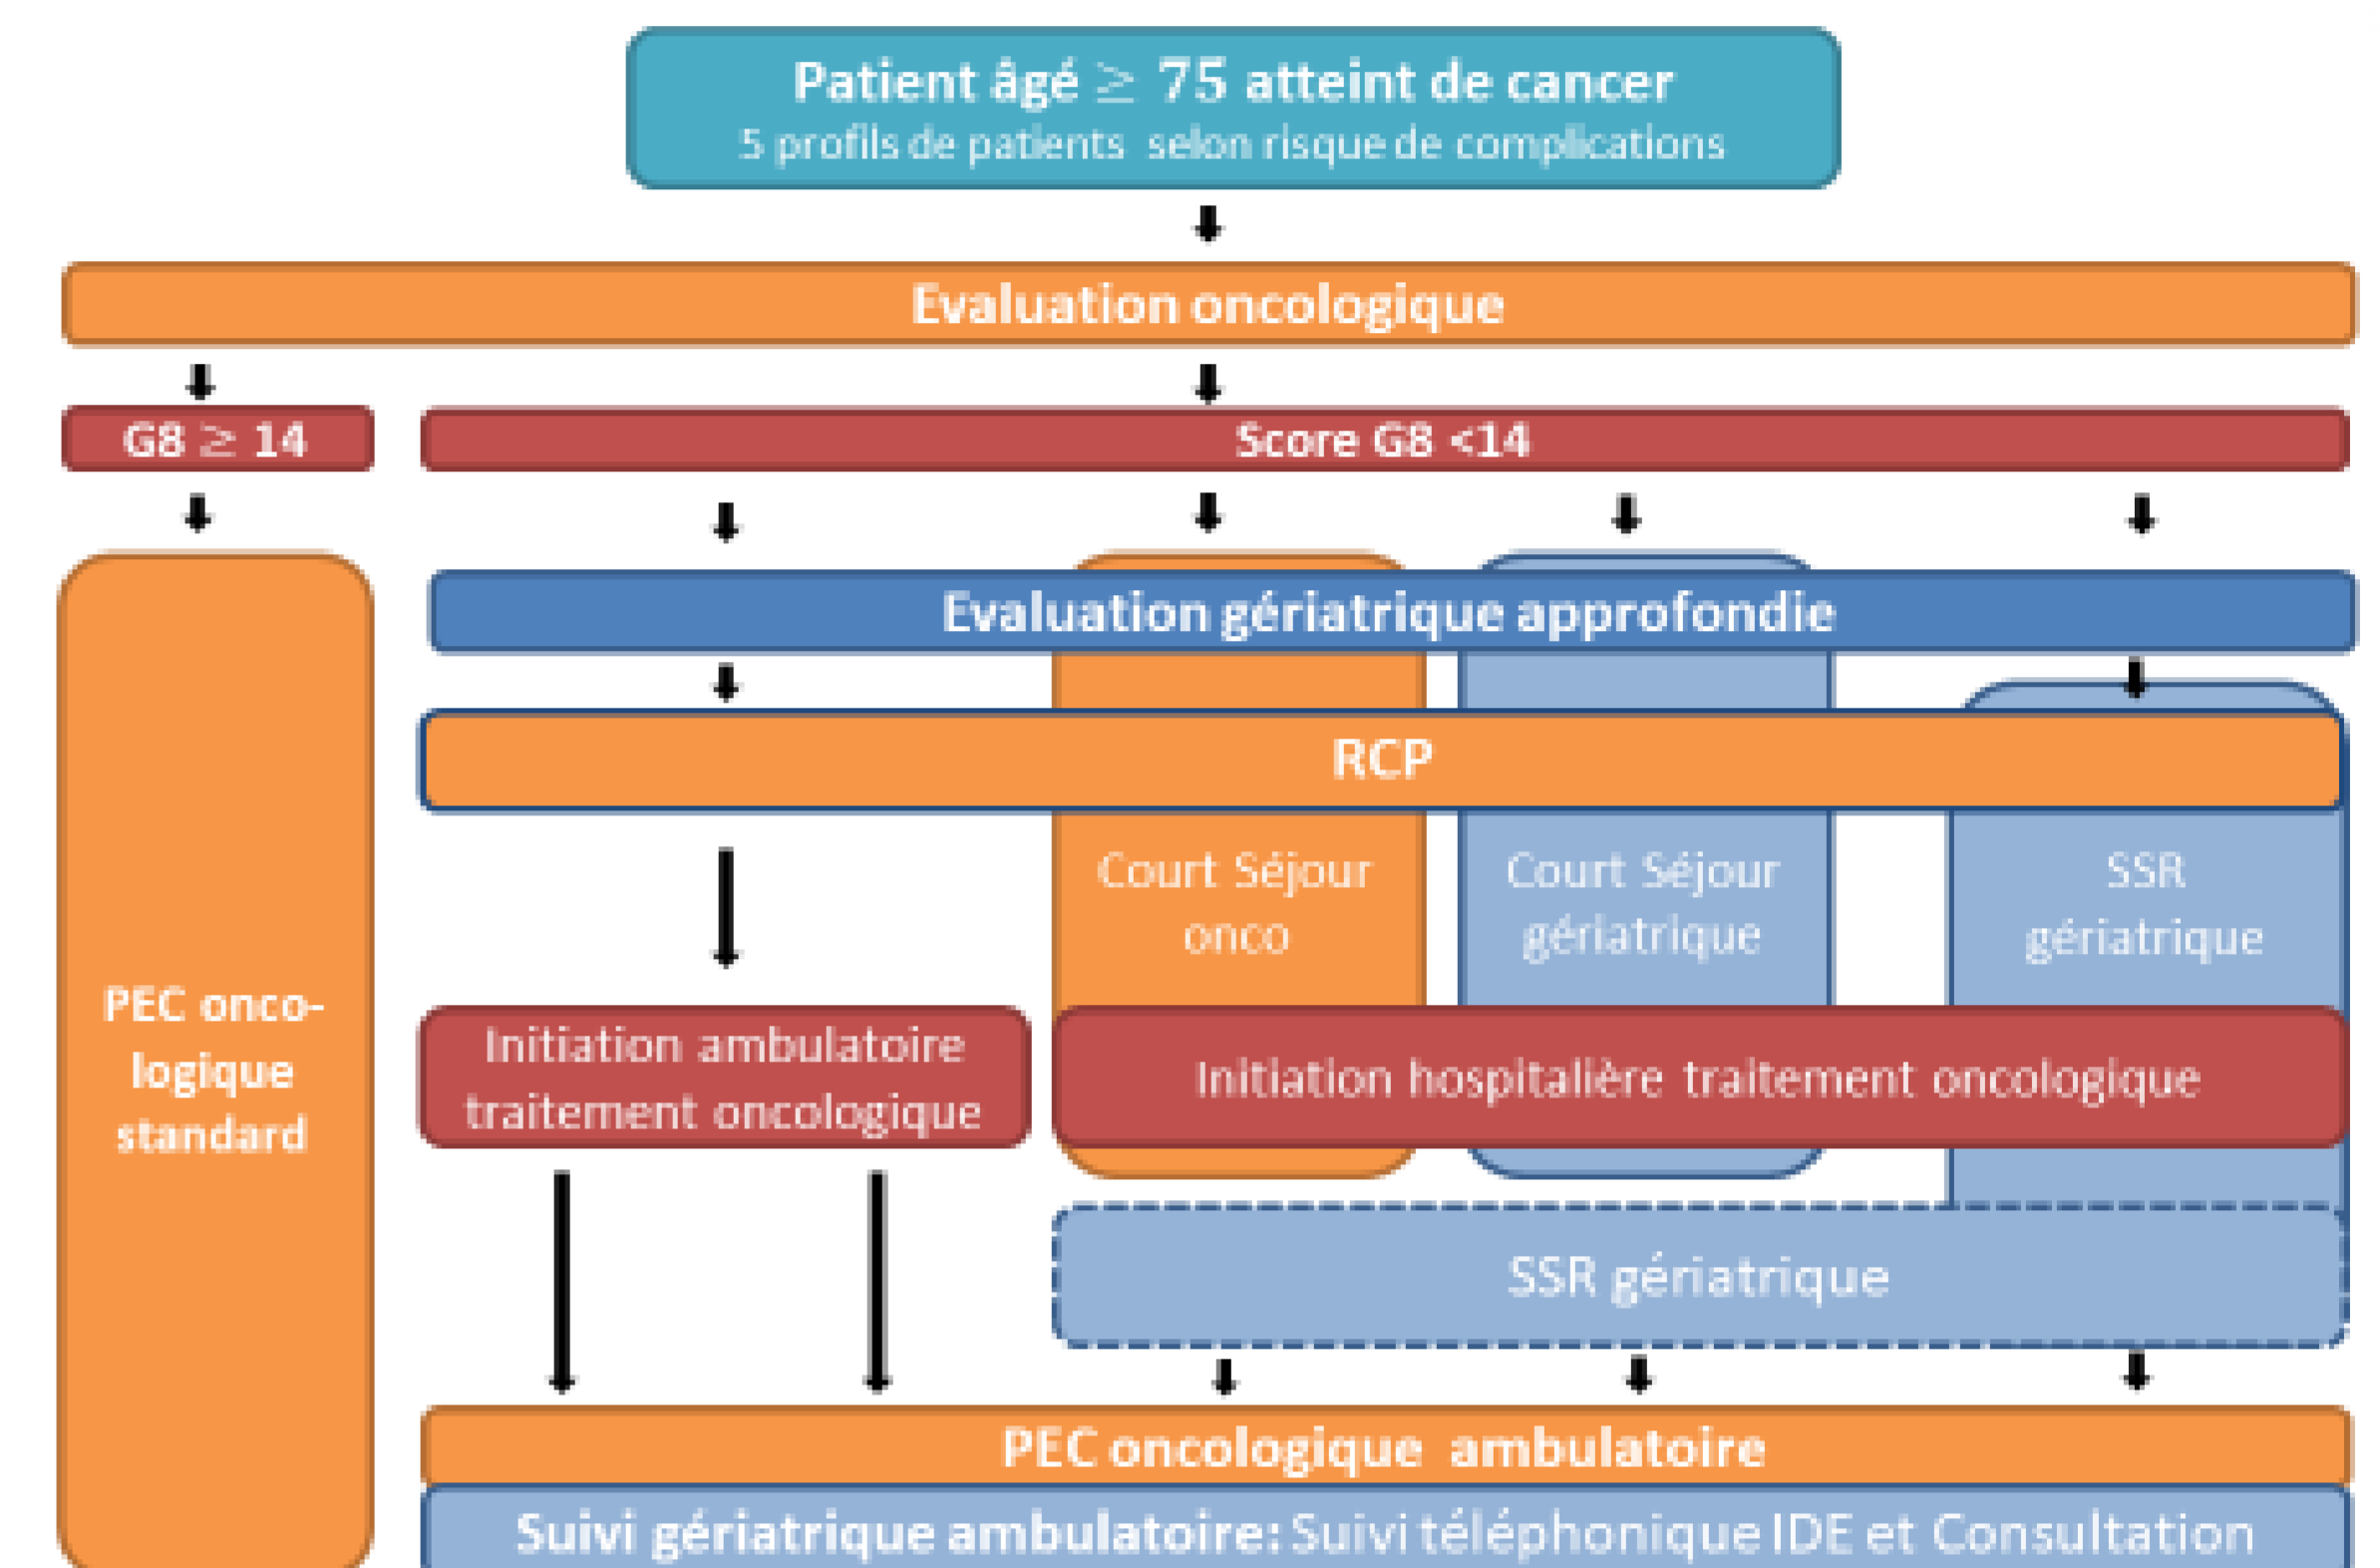 Patient âgé ≥ 75 atteint de cancer
5 profils de patients selon risque de complications
Evaluation oncologique
G8 ≥ 14
Score G8 <14
Evaluation gériatrique approfondie
RCP
Court Séjour
onco
Court Séjour
gériatrique
SSR
gériatrique
PEC onco-
logique
standard
Initiation ambulatoire
traitement oncologique
Initiation hospitalière traitement oncologique
SSR gériatrique
PEC oncologique ambulatoire
Suivi gériatrique ambulatoire: Suivi téléphonique IDE et Consultation